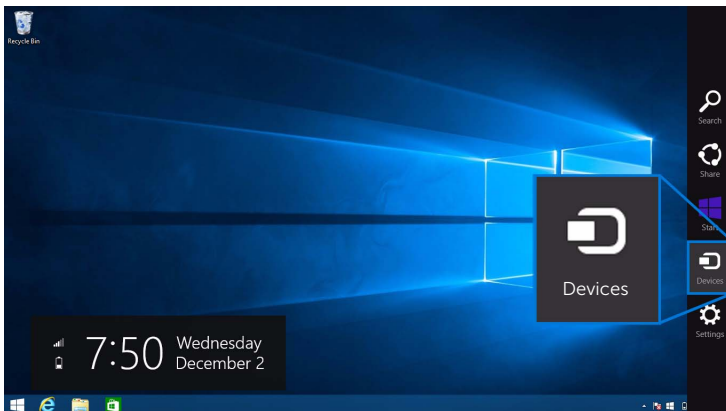 Recycle Bin
Search
Share
Start
Devices
Devices
Settings
7:50
Wednesday
December 2